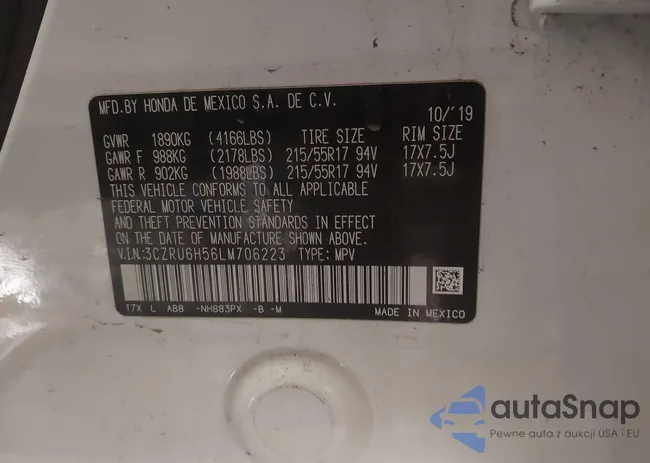 MFD.BY HONDA DE MEXICO S.A. DE C.V. 10/'19
GVWR 1890KG (4166LBS) TIRE SIZE RIM SIZE
GAWR F 988KG (2178LBS) 215/55R17 94V 17X7.5J
GAWR R 902KG (1988LBS) 215/55R17 94V 17X7.5J
THIS VEHICLE CONFORMS TO ALL APPLICABLE
FEDERAL MOTOR VEHICLE SAFETY
AND THEFT PREVENTION STANDARDS IN EFFECT
ON THE DATE OF MANUFACTURE SHOWN ABOVE.
V.I.N:3CZRU6H56LM706223 TYPE: MPV
T7X L AB8 -NH883PX -B -M MADE IN MEXICO
autaSnap
Pewne auta z aukcji USA i EU